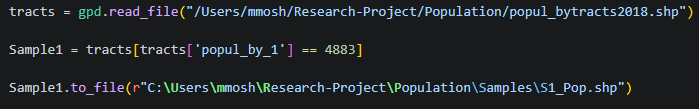 tracts = gpd.read_file("/Users/mmosh/Research-Project/Population/popul_bytracts2018.shp")
Sample1 = tracts[tracts['popul_by_1'] == 4883]
Sample1.to_file(r"C:\Users\mmosh\Research-Project\Population\Samples\S1_Pop.shp")